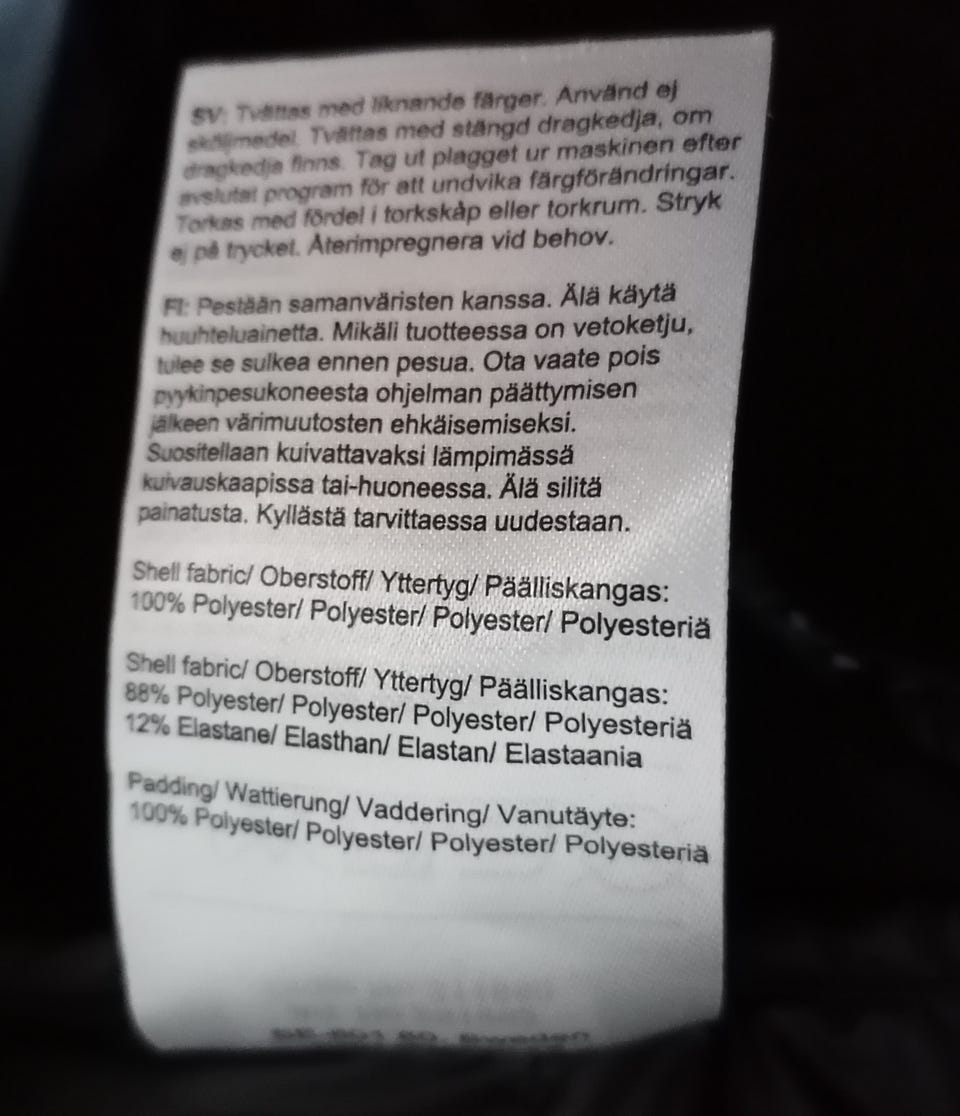 SV: Tvättas med liknande färger. Använd ej
sköljmedel. Tvättas med stängd dragkedja, om
dragkedja finns. Tag ut plagget ur maskinen efter
avslutat program för att undvika färgförändringar.
Torkas med fördel i torkskåp eller torkrum. Stryk
ej på trycket. Återimpregnera vid behov.
FI: Pestään samanväristen kanssa. Älä käytä
huuhteluainetta. Mikäli tuotteessa on vetoketju,
tulee se sulkea ennen pesua. Ota vaate pois
pyykinpesukoneesta ohjelman päättymisen
jälkeen värimuutosten ehkäisemiseksi.
Suositellaan kuivattavaksi lämpimässä
kuivauskaapissa tai-huoneessa. Älä silitä
painatusta. Kyllästä tarvittaessa uudestaan.
Shell fabric/ Oberstoff/ Yttertyg/ Päälliskangas:
100% Polyester/ Polyester/ Polyester/ Polyesteriä
Shell fabric/ Oberstoff/ Yttertyg/ Päälliskangas:
88% Polyester/ Polyester/ Polyester/ Polyesteriä
12% Elastane/ Elasthan/ Elastan/ Elastaania
Padding/ Wattierung/ Vaddering/ Vanutäyte:
100% Polyester/ Polyester/ Polyester/ Polyesteriä
Sweden